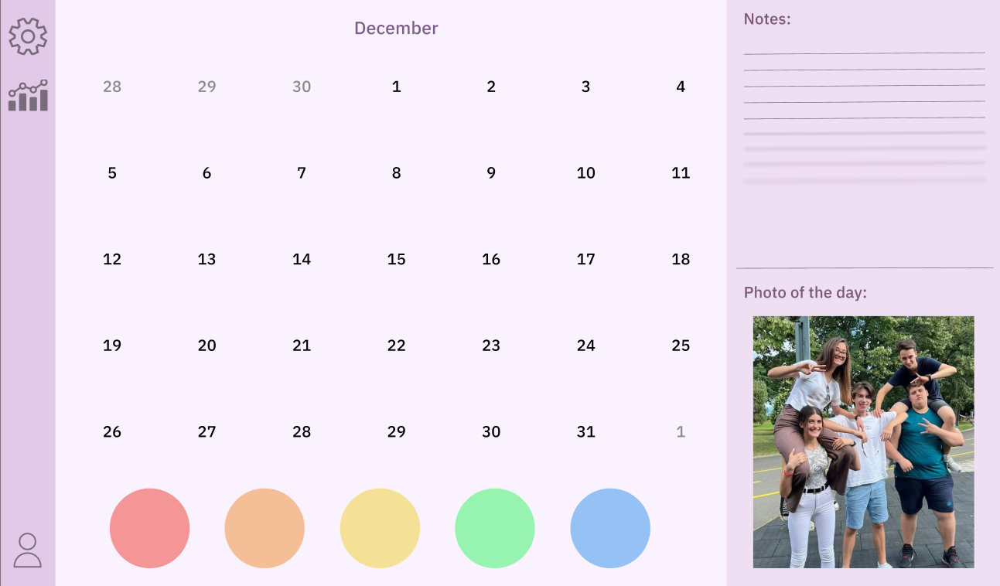 December
28 29 30 1 2 3 4
5 6 7 8 9 10 11
12 13 14 15 16 17 18
19 20 21 22 23 24 25
26 27 28 29 30 31 1
Notes:
Photo of the day: